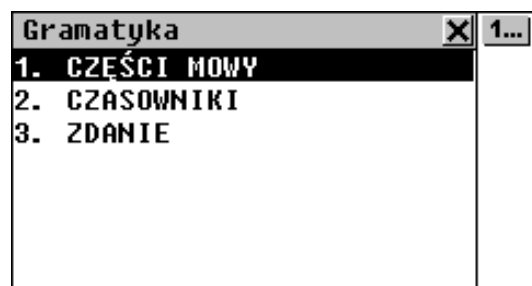 Gramatyka
1...
1. CZĘŚCI MOWY
2. CZASOWNIKI
3. ZDANIE